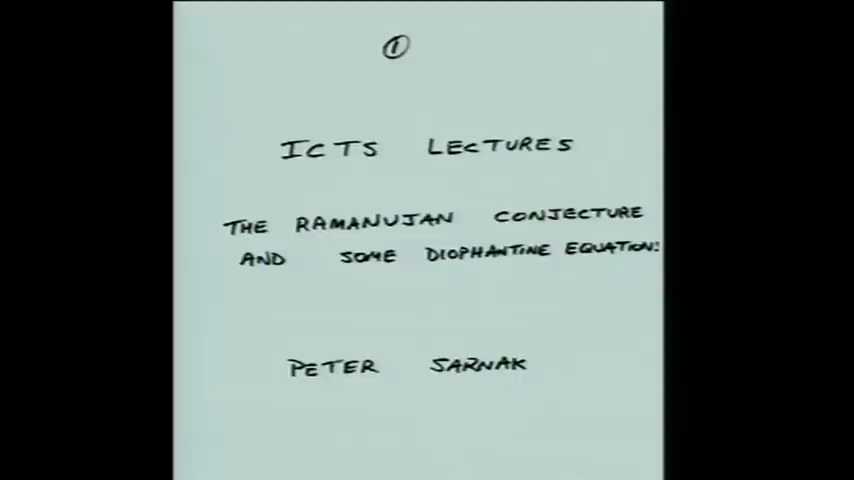 ①
ICTS LECTURES
THE RAMANUJAN CONJECTURE
AND SOME DIOPHANTINE EQUATION:
PETER SARNAK